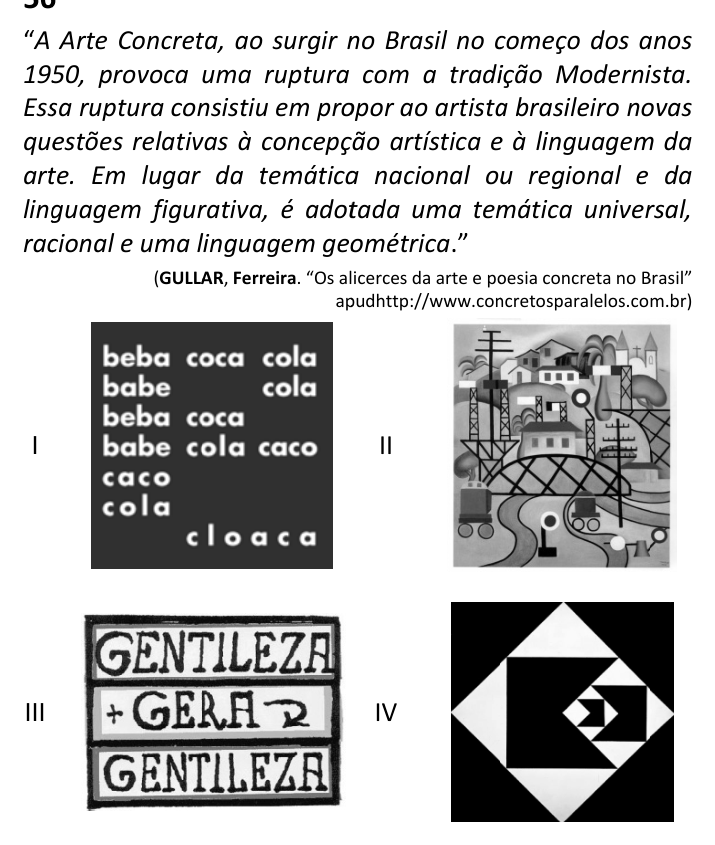 56
“A Arte Concreta, ao surgir no Brasil no começo dos anos
1950, provoca uma ruptura com a tradição Modernista.
Essa ruptura consistiu em propor ao artista brasileiro novas
questões relativas à concepção artística e à linguagem da
arte. Em lugar da temática nacional ou regional e da
linguagem figurativa, é adotada uma temática universal,
racional e uma linguagem geométrica.”
(GULLAR, Ferreira. “Os alicerces da arte e poesia concreta no Brasil”
apudhttp://www.concretosparalelos.com.br)
I
beba coca cola
babe cola
beba coca
babe cola caco
caco
cola
cloaca
II
III
GENTILEZA
+ GERA
GENTILEZA
IV